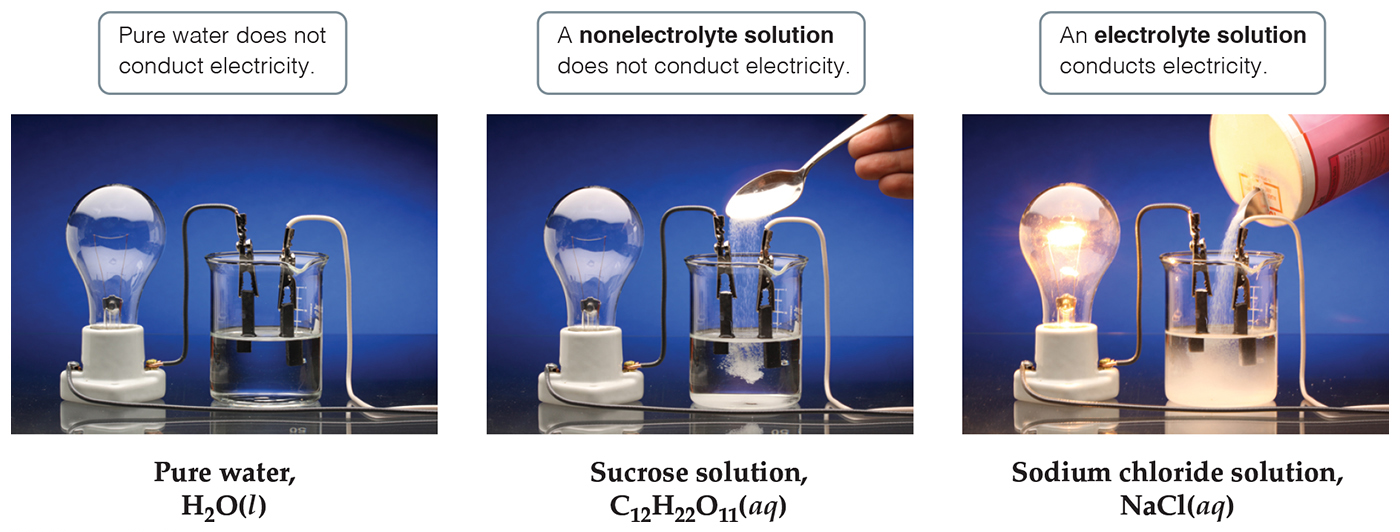 Pure water does not
conduct electricity.
A nonelectrolyte solution
does not conduct electricity.
An electrolyte solution
conducts electricity.
Pure water,
H₂O(l)
Sucrose solution,
C₁₂H₂₂O₁₁(aq)
Sodium chloride solution,
NaCl(aq)